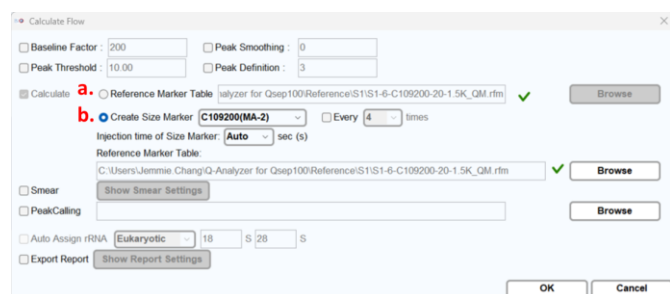 Calculate Flow
Baseline Factor : 200 Peak Smoothing : 0
Peak Threshold : 10.00 Peak Definition : 3
Calculate a. Reference Marker Table alyzer for Qsep100\Reference\S1\S1-6-C109200-20-1.5K_QM.rfm Browse
b. Create Size Marker C109200(MA-2) Every 4 times
Injection time of Size Marker: Auto sec (s)
Reference Marker Table:
C:\Users\Jemmie.Chang\Q-Analyzer for Qsep100\Reference\S1\S1-6-C109200-20-1.5K_QM.rfm Browse
Smear Show Smear Settings
PeakCalling Browse
Auto Assign rRNA Eukaryotic 18 S 28 S
Export Report Show Report Settings
OK Cancel